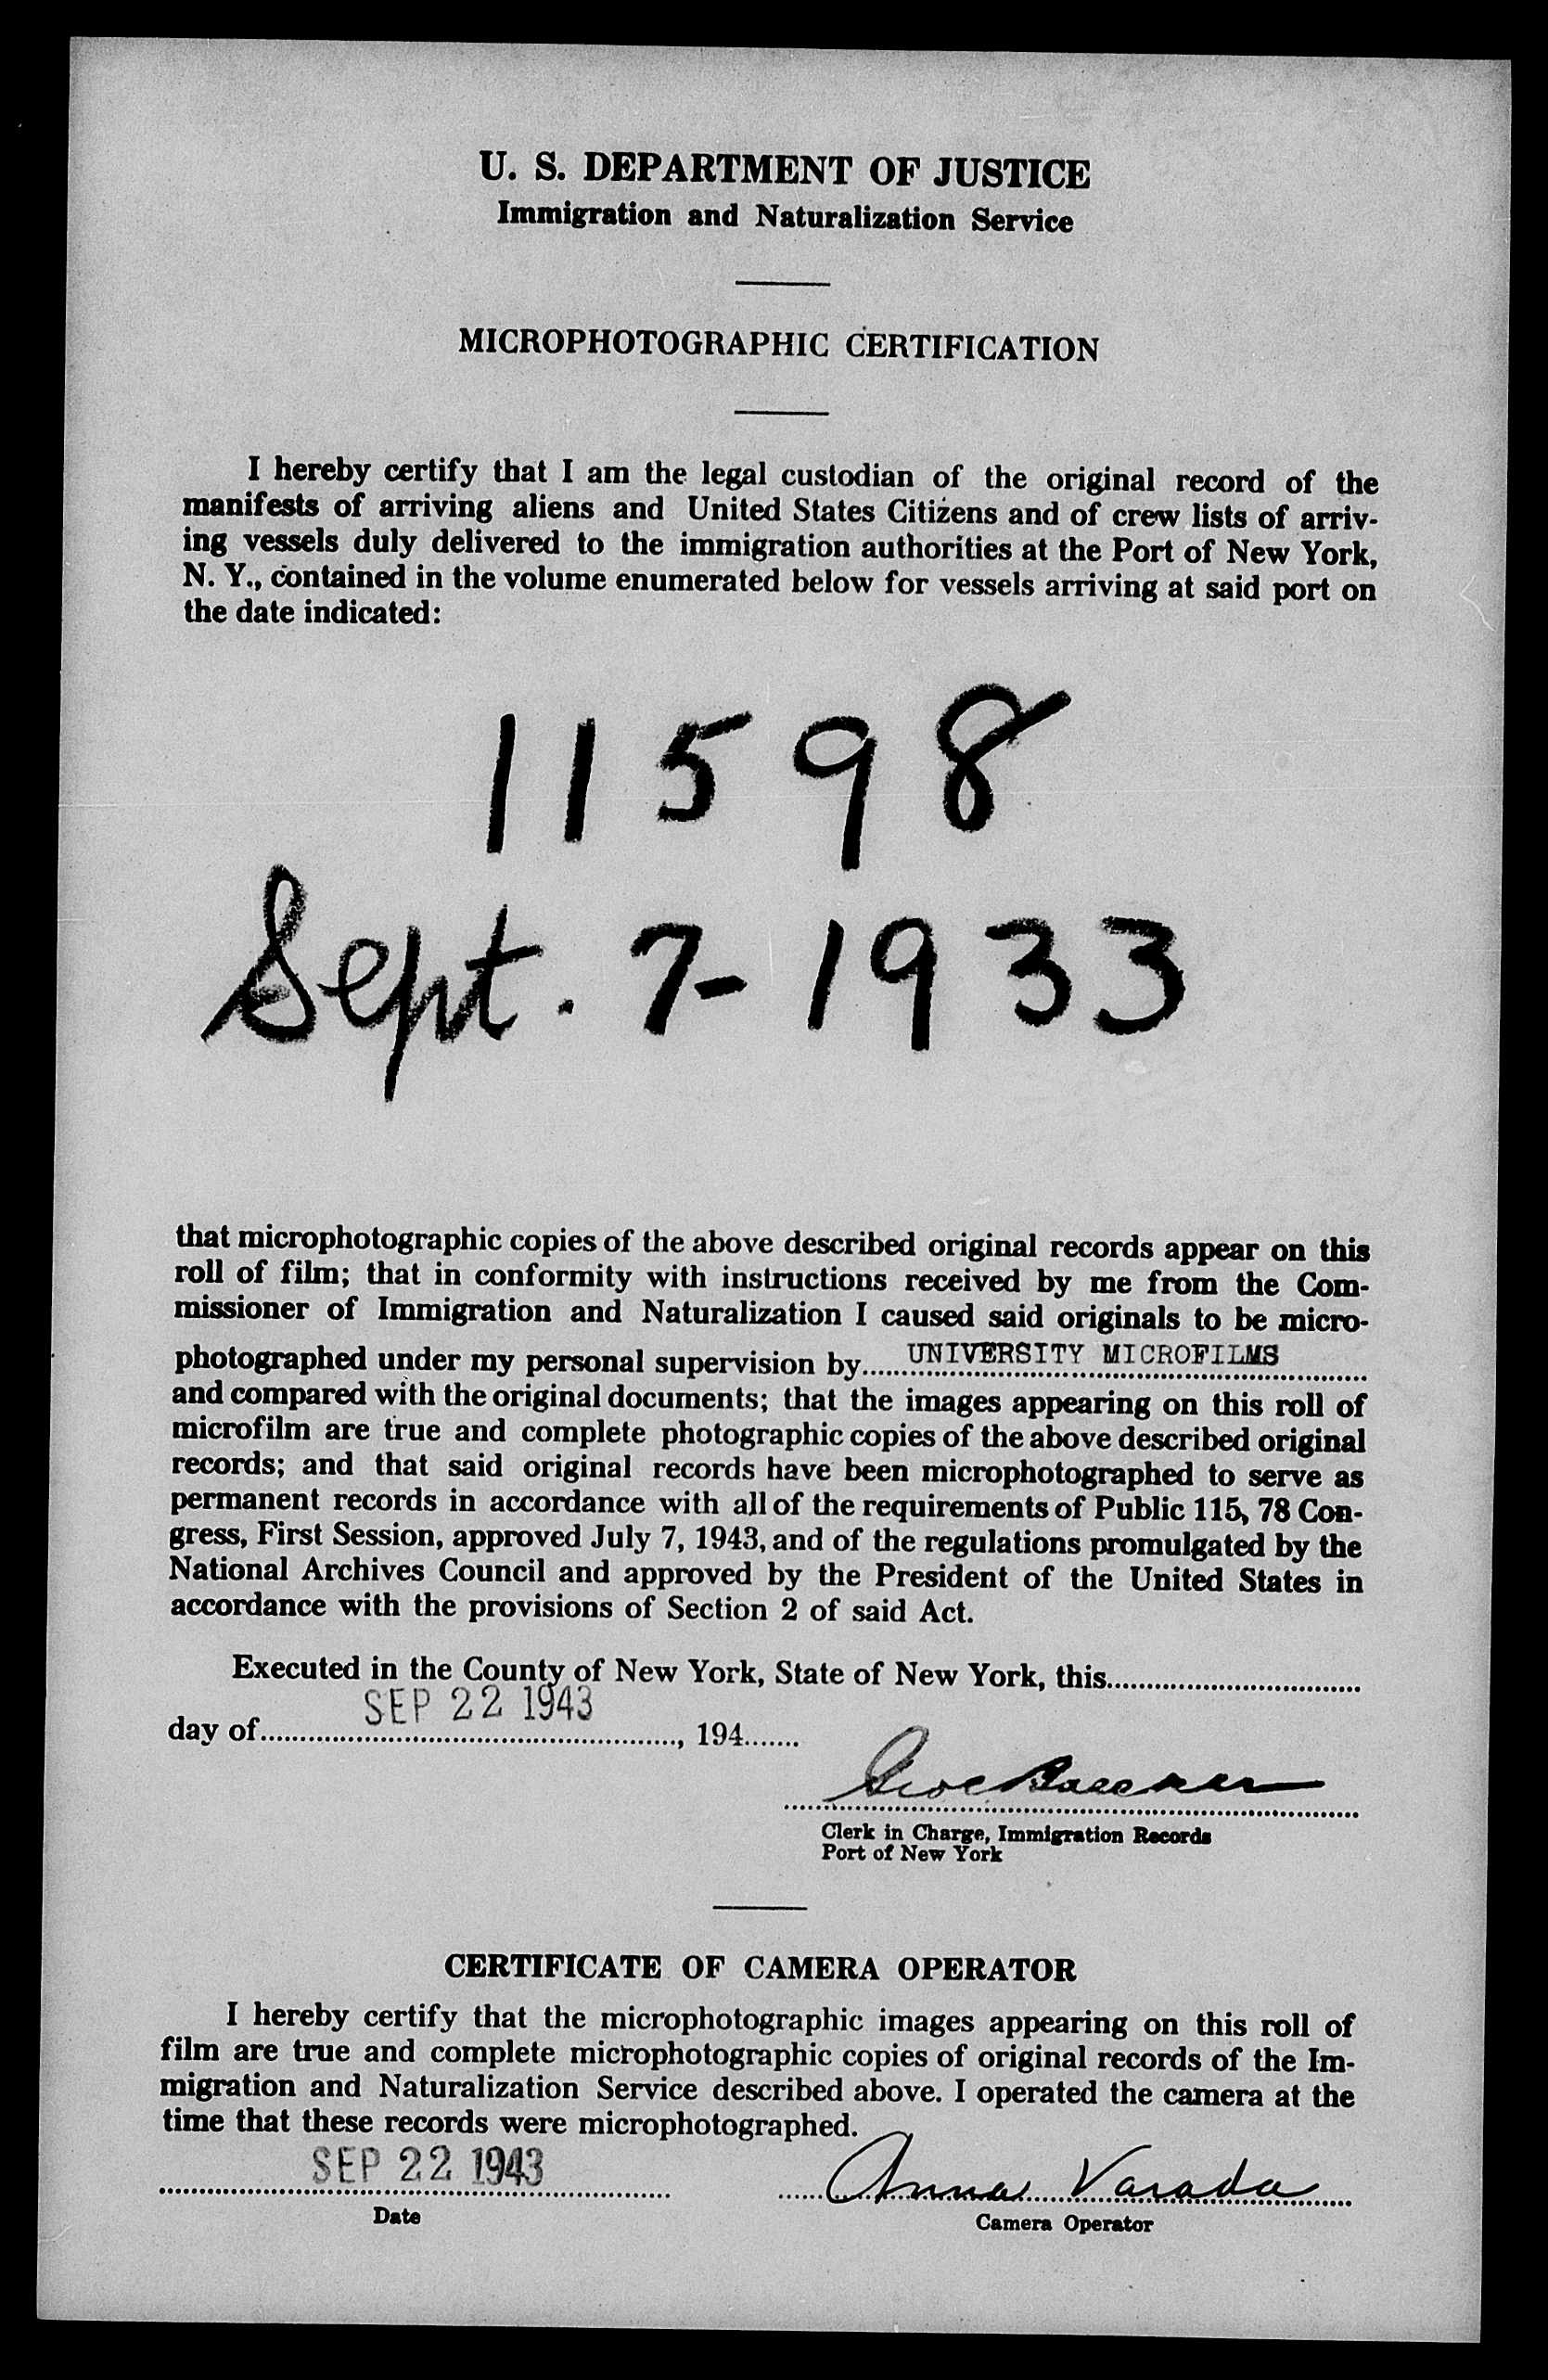 U. S. DEPARTMENT OF JUSTICE
Immigration and Naturalization Service
MICROPHOTOGRAPHIC CERTIFICATION
I hereby certify that I am the legal custodian of the original record of the
manifests of arriving aliens and United States Citizens and of crew lists of arriv-
ing vessels duly delivered to the immigration authorities at the Port of New York,
N. Y., contained in the volume enumerated below for vessels arriving at said port on
the date indicated:
11598
Sept. 7-1933
that microphotographic copies of the above described original records appear on this
roll of film; that in conformity with instructions received by me from the Com-
missioner of Immigration and Naturalization I caused said originals to be micro-
photographed under my personal supervision by UNIVERSITY MICROFILMS
and compared with the original documents; that the images appearing on this roll of
microfilm are true and complete photographic copies of the above described original
records; and that said original records have been microphotographed to serve as
permanent records in accordance with all of the requirements of Public 115, 78 Con-
gress, First Session, approved July 7, 1943, and of the regulations promulgated by the
National Archives Council and approved by the President of the United States in
accordance with the provisions of Section 2 of said Act.
Executed in the County of New York, State of New York, this
day of SEP 22 1943, 194
Clerk in Charge, Immigration Records
Port of New York
CERTIFICATE OF CAMERA OPERATOR
I hereby certify that the microphotographic images appearing on this roll of
film are true and complete microphotographic copies of original records of the Im-
migration and Naturalization Service described above. I operated the camera at the
time that these records were microphotographed.
SEP 22 1943 Anna Varada
Date Camera Operator